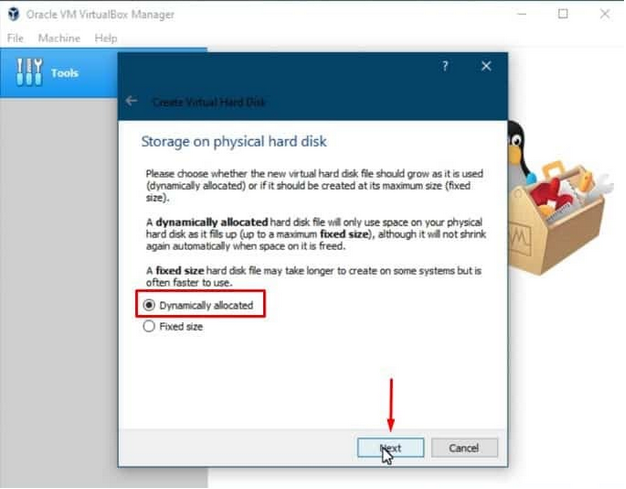 Oracle VM VirtualBox Manager
File Machine Help
Tools
?
Create Virtual Hard Disk
Storage on physical hard disk
Please choose whether the new virtual hard disk file should grow as it is used
(dynamically allocated) or if it should be created at its maximum size (fixed
size).
A dynamically allocated hard disk file will only use space on your physical
hard disk as it fills up (up to a maximum fixed size), although it will not shrink
again automatically when space on it is freed.
A fixed size hard disk file may take longer to create on some systems but is
often faster to use.
Dynamically allocated
Fixed size
Next Cancel